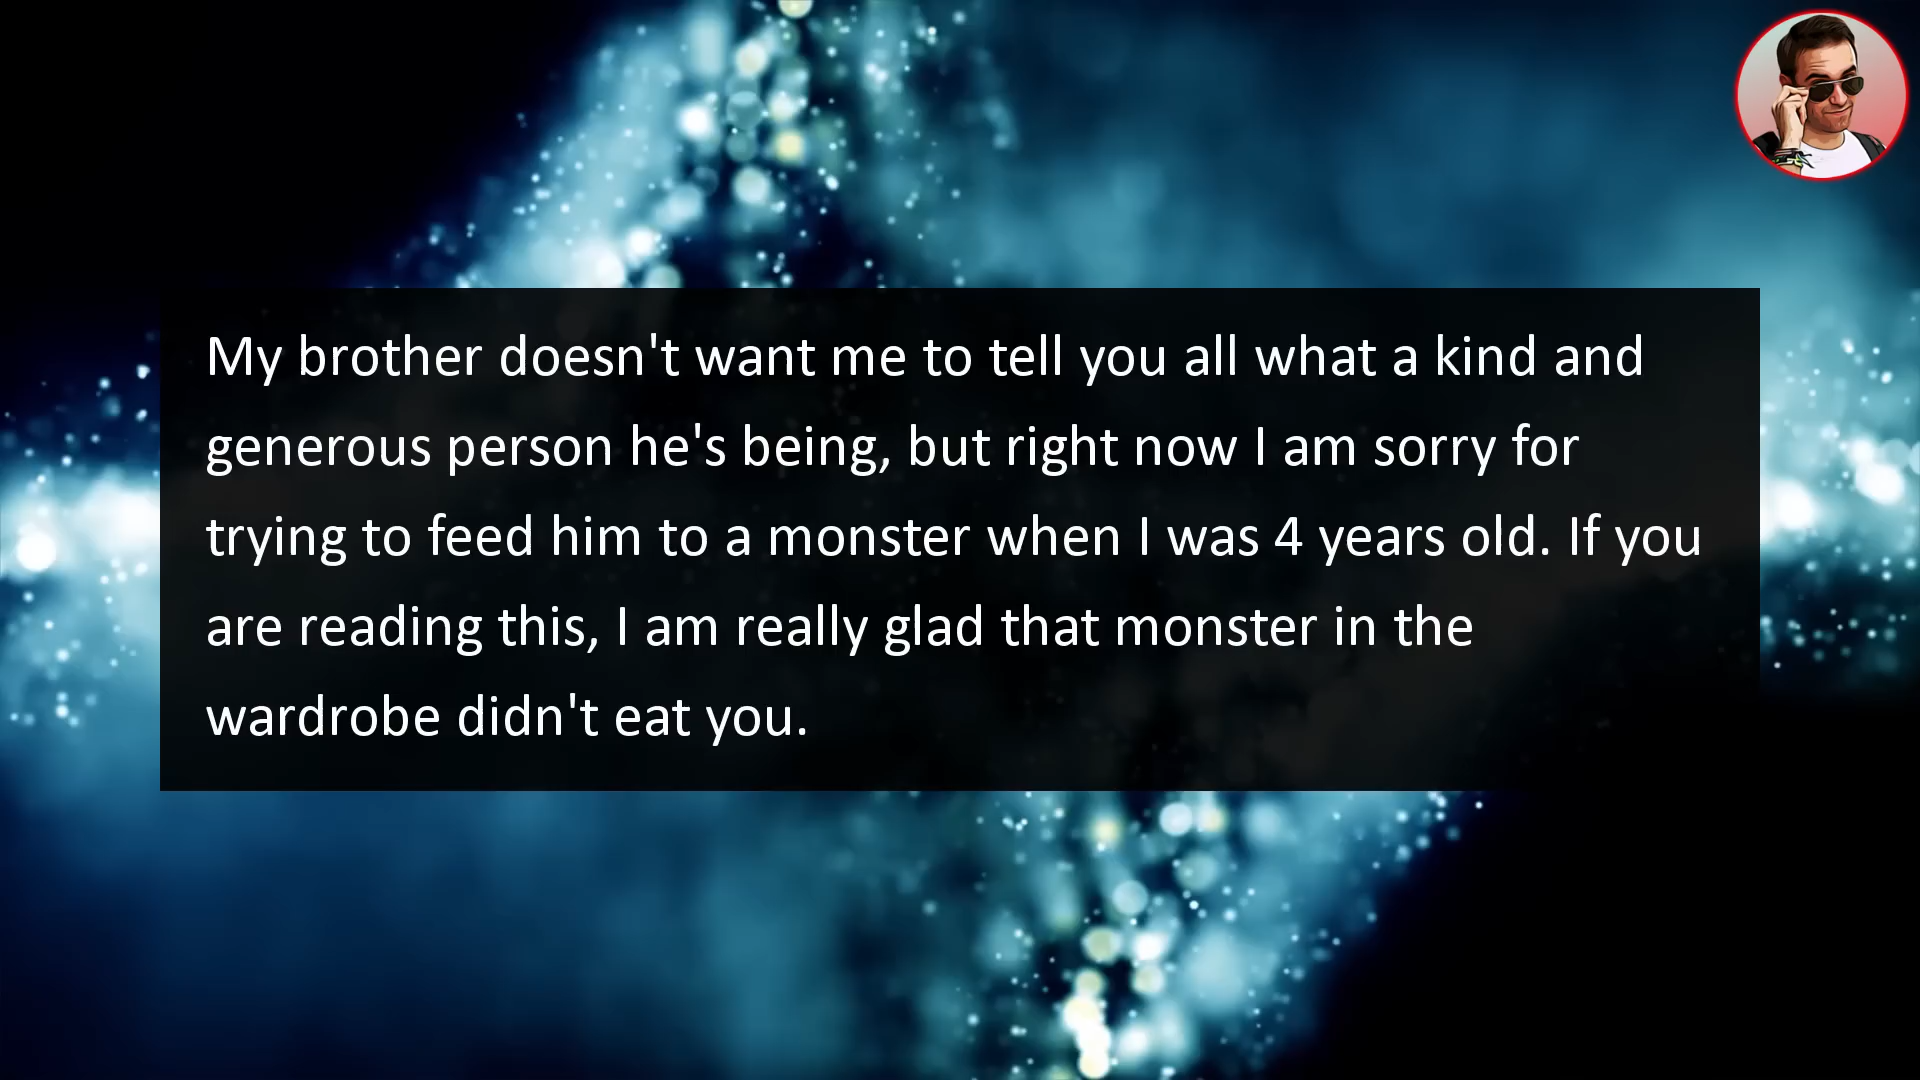 My brother doesn't want me to tell you all what a kind and
generous person he's being, but right now I am sorry for
trying to feed him to a monster when I was 4 years old. If you
are reading this, I am really glad that monster in the
wardrobe didn't eat you.